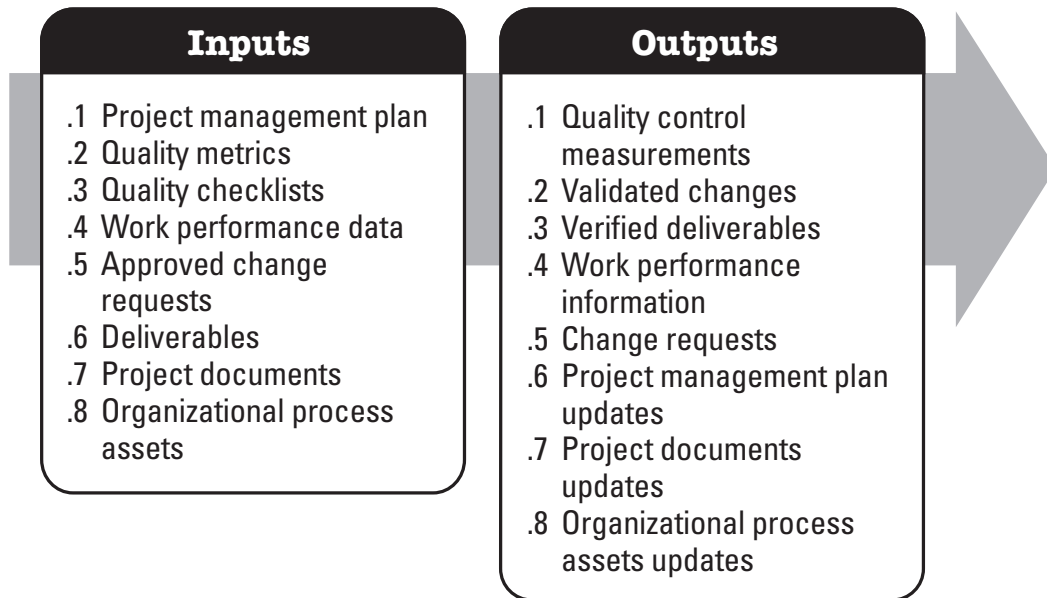 Inputs
.1 Project management plan
.2 Quality metrics
.3 Quality checklists
.4 Work performance data
.5 Approved change
requests
.6 Deliverables
.7 Project documents
.8 Organizational process
assets
Outputs
.1 Quality control
measurements
.2 Validated changes
.3 Verified deliverables
.4 Work performance
information
.5 Change requests
.6 Project management plan
updates
.7 Project documents
updates
.8 Organizational process
assets updates